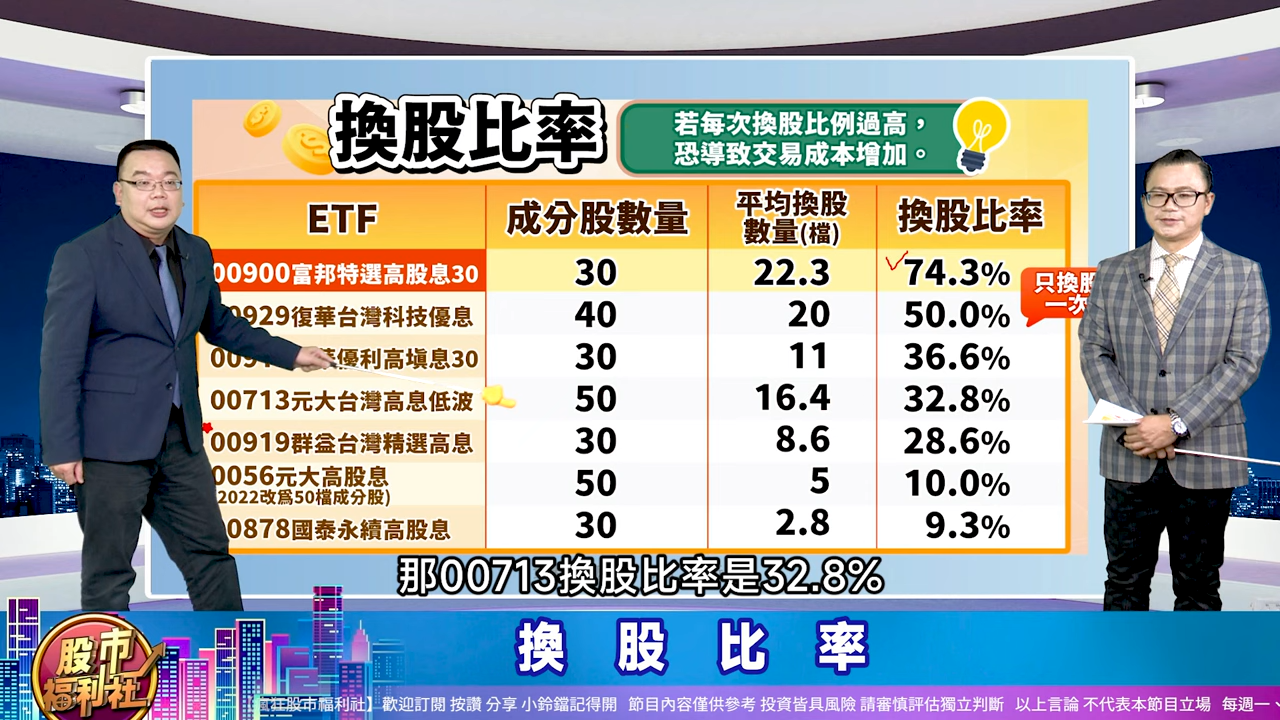 換股比率
若每次換股比例過高，
恐導致交易成本增加。
ETF
成分股數量
平均換股
數量(檔)
換股比率
00900富邦特選高股息30
30
22.3
74.3%
只換股
一次
0929復華台灣科技優息
40
20
50.0%
優利高填息30
30
11
36.6%
00713元大台灣高息低波
50
16.4
32.8%
00919群益台灣精選高息
30
8.6
28.6%
0056元大高股息
(2022改為50檔成分股)
50
5
10.0%
0878國泰永續高股息
30
2.8
9.3%
那00713換股比率是32.8%
換股比率
股市
福利社
瘋狂股市福利社】 歡迎訂閱 按讚 分享 小鈴鐺記得開 節目內容僅供參考 投資皆具風險 請審慎評估獨立判斷 以上言論 不代表本節目立場 每週一、